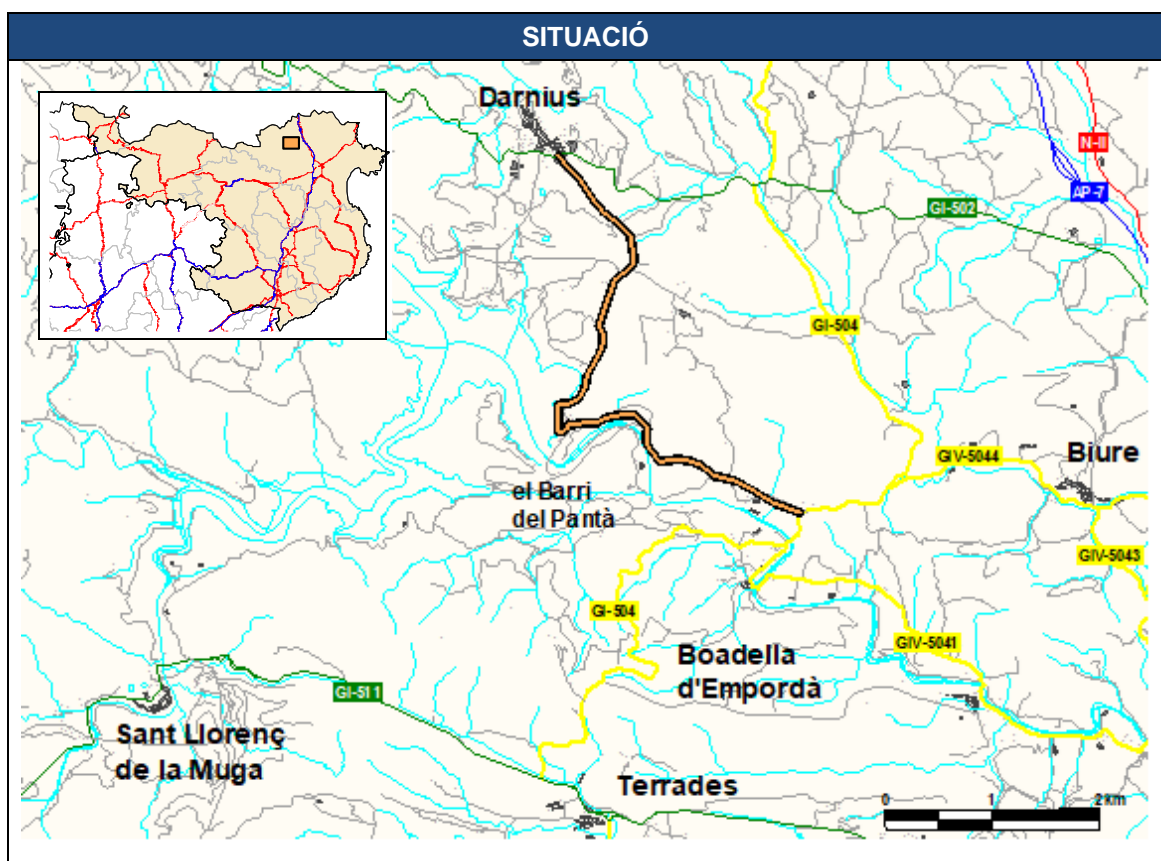 SITUACIÓ
Darnius
N-II
AP-7
GI-502
GI-504
GIV-5044
Biure
el Barri
del Pantà
GIV-5043
GI-504
GIV-5041
Boadella
d'Empordà
GI-511
Sant Llorenç
de la Muga
Terrades
0 1 2 Km